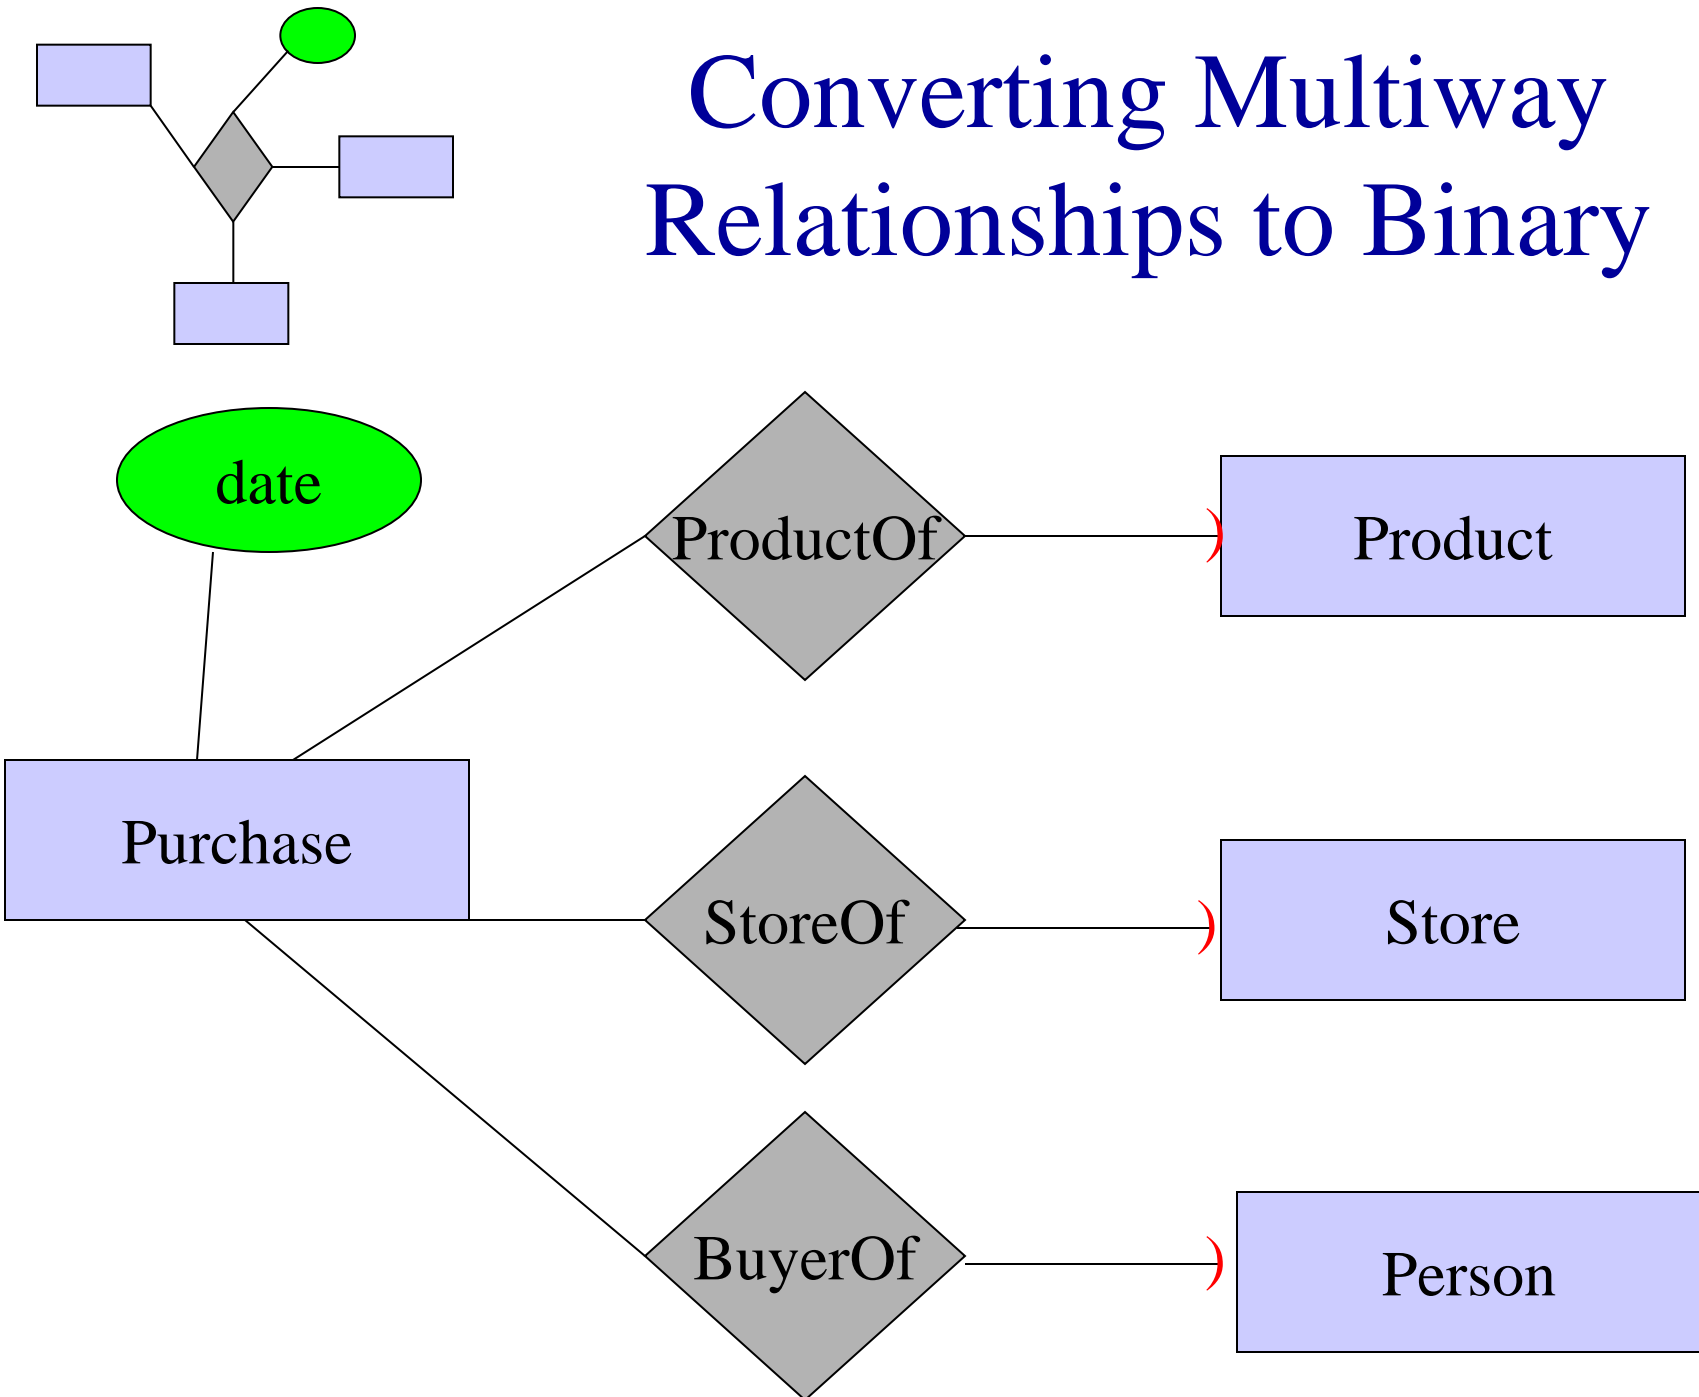 Converting Multiway
Relationships to Binary
date
ProductOf
Product
Purchase
StoreOf
Store
BuyerOf
Person